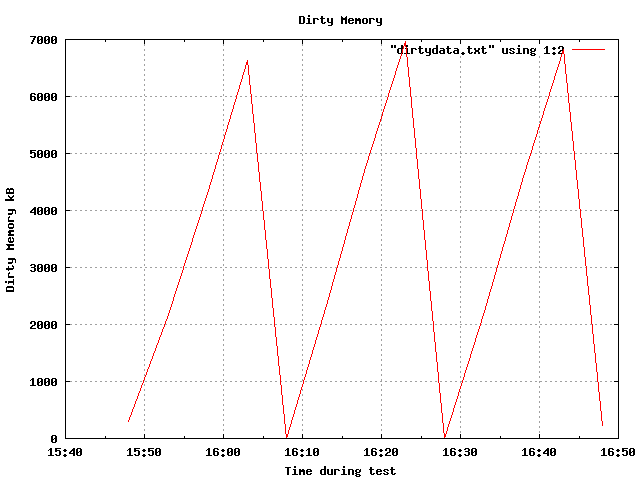 Dirty Memory
"dirtydata.txt" using 1:2
7000
6000
5000
4000
3000
2000
1000
0
Dirty Memory kB
15:40 15:50 16:00 16:10 16:20 16:30 16:40 16:50
Time during test